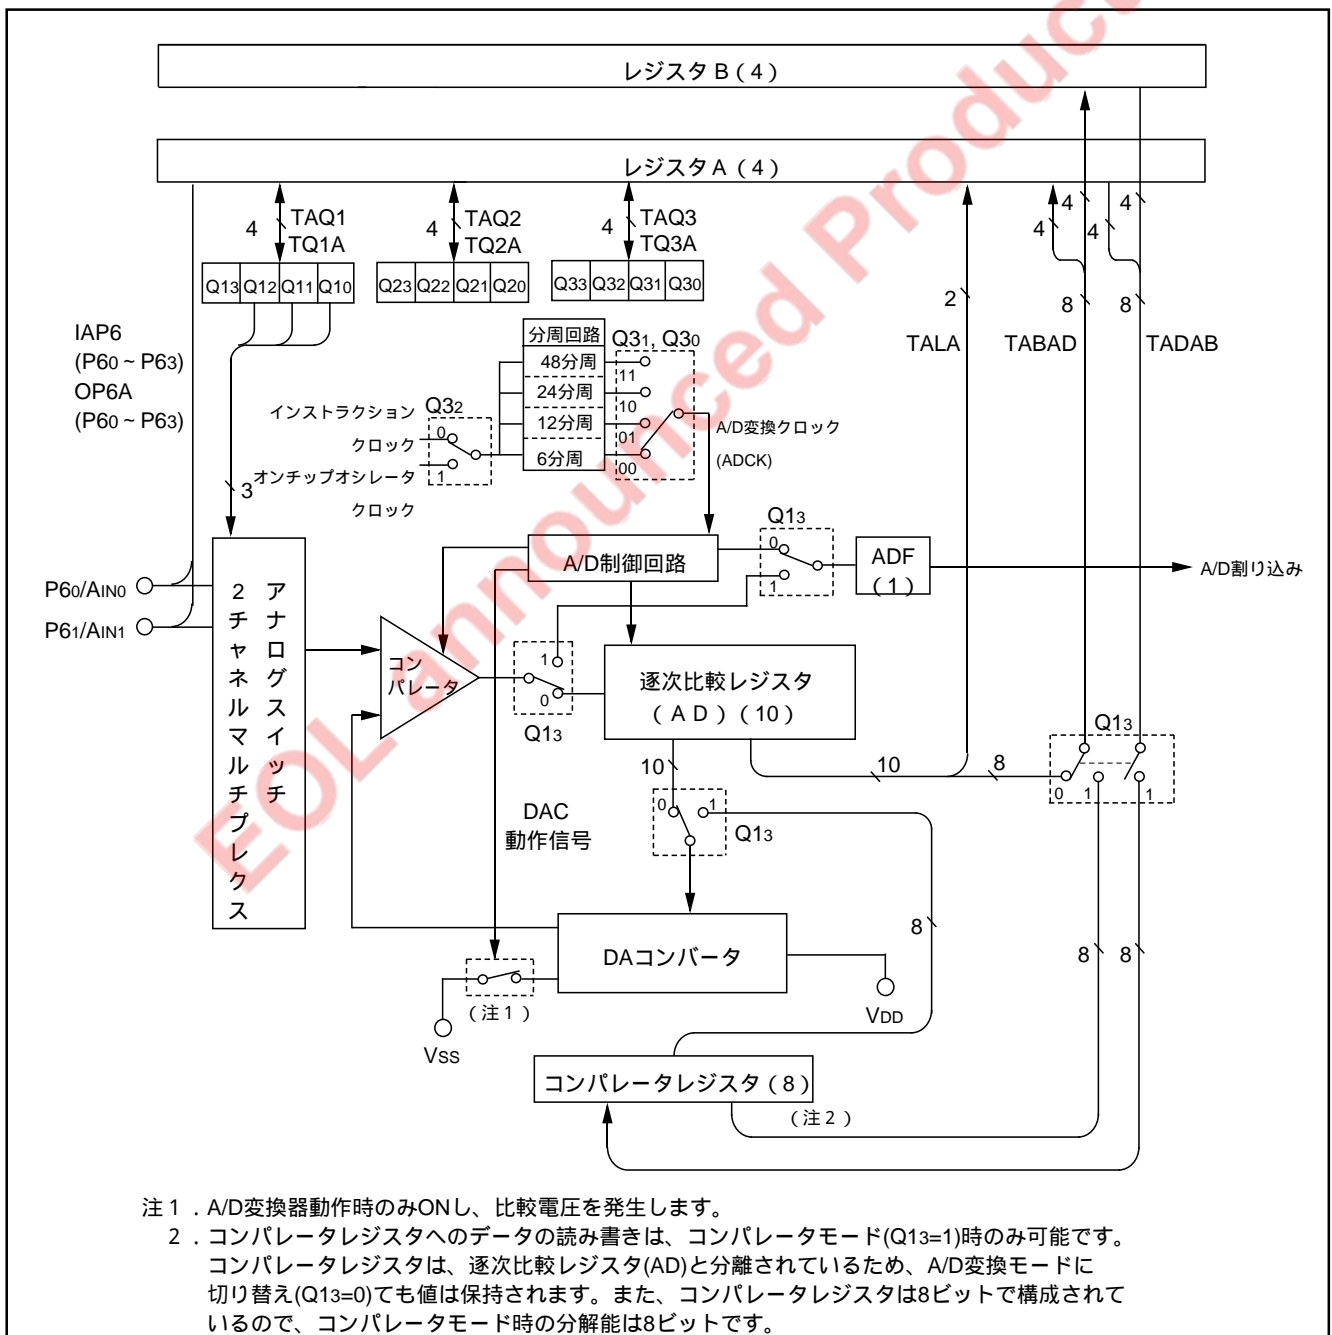 レジスタ B ( 4 )
レジスタ A ( 4 )
4 TAQ1
TQ1A
4 TAQ2
TQ2A
4 TAQ3
TQ3A
4
4
4
4
Q13 Q12 Q11 Q10
Q23 Q22 Q21 Q20
Q33 Q32 Q31 Q30
2
8
8
TALA
TABAD
TADAB
IAP6
(P60 ~ P63)
OP6A
(P60 ~ P63)
分周回路
48分周
24分周
12分周
6分周
Q31, Q30
11
10
01
00
インストラクション
クロック
オンチップオシレータ
クロック
Q32
0
1
A/D変換クロック
(ADCK)
3
Q13
0
1
A/D制御回路
ADF
( 1 )
A/D割り込み
P60/AIN0
P61/AIN1
2チャネルマルチプレクス
アナログスイッチ
コン
パレータ
1
0
Q13
逐次比較レジスタ
( A D ) ( 10 )
10
10
8
Q13
0
1
1
0
1
Q13
DAC
動作信号
DAコンバータ
8
8
8
(注 1 )
VSS
VDD
コンパレータレジスタ ( 8 )
(注 2 )
注 1 . A/D変換器動作時のみONし、比較電圧を発生します。
2 . コンパレータレジスタへのデータの読み書きは、コンパレータモード(Q13=1)時のみ可能です。
コンパレータレジスタは、逐次比較レジスタ(AD)と分離されているため、A/D変換モードに
切り替え(Q13=0)ても値は保持されます。また、コンパレータレジスタは8ビットで構成されて
いるので、コンパレータモード時の分解能は8ビットです。
EOL announced Product